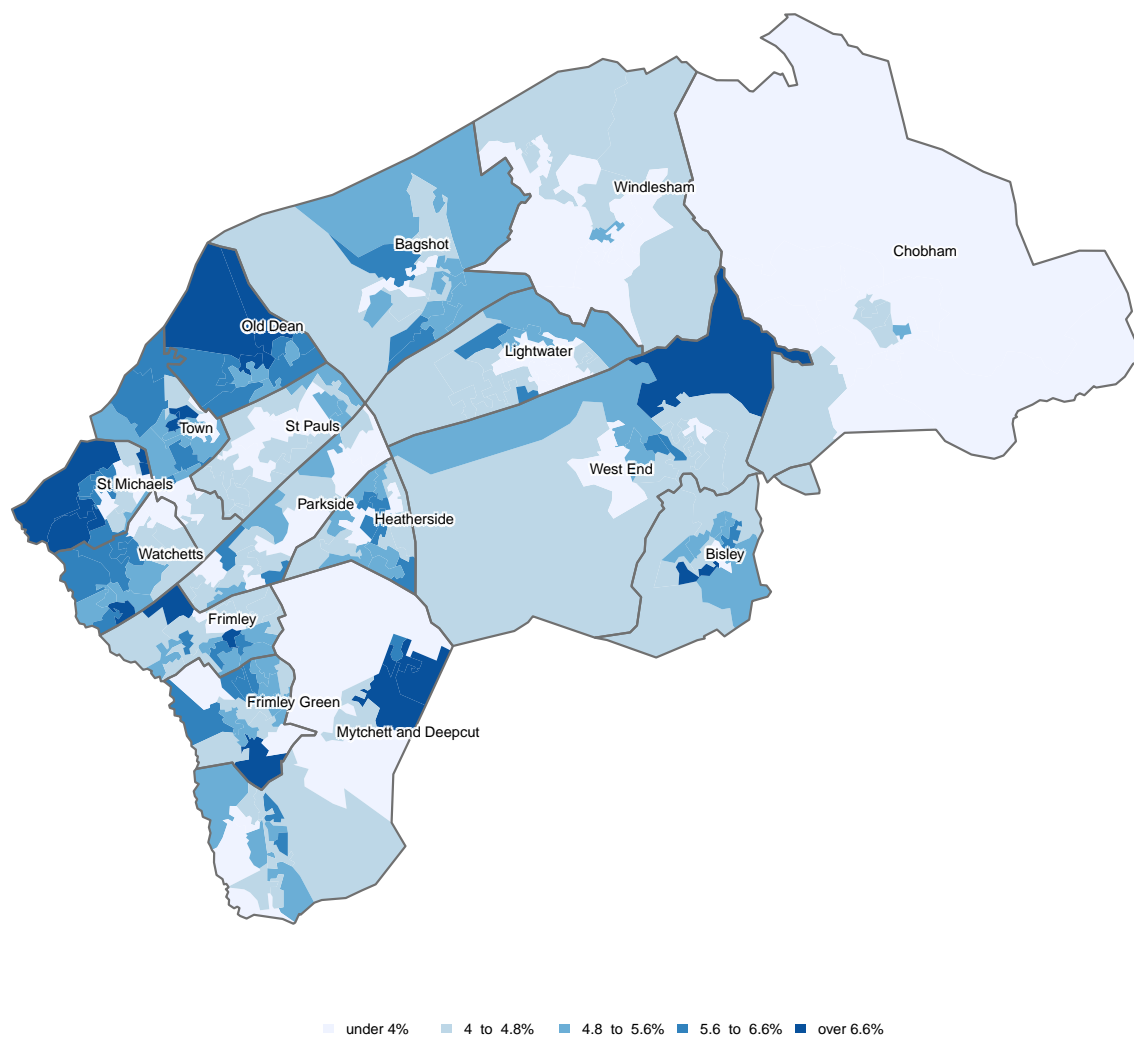 Windlesham
Chobham
Bagshot
Old Dean
Lightwater
St Pauls
Town
West End
St Michaels
Parkside
Heatherside
Watchetts
Bisley
Frimley
Frimley Green
Mytchett and Deepcut
under 4% 4 to 4.8% 4.8 to 5.6% 5.6 to 6.6% over 6.6%